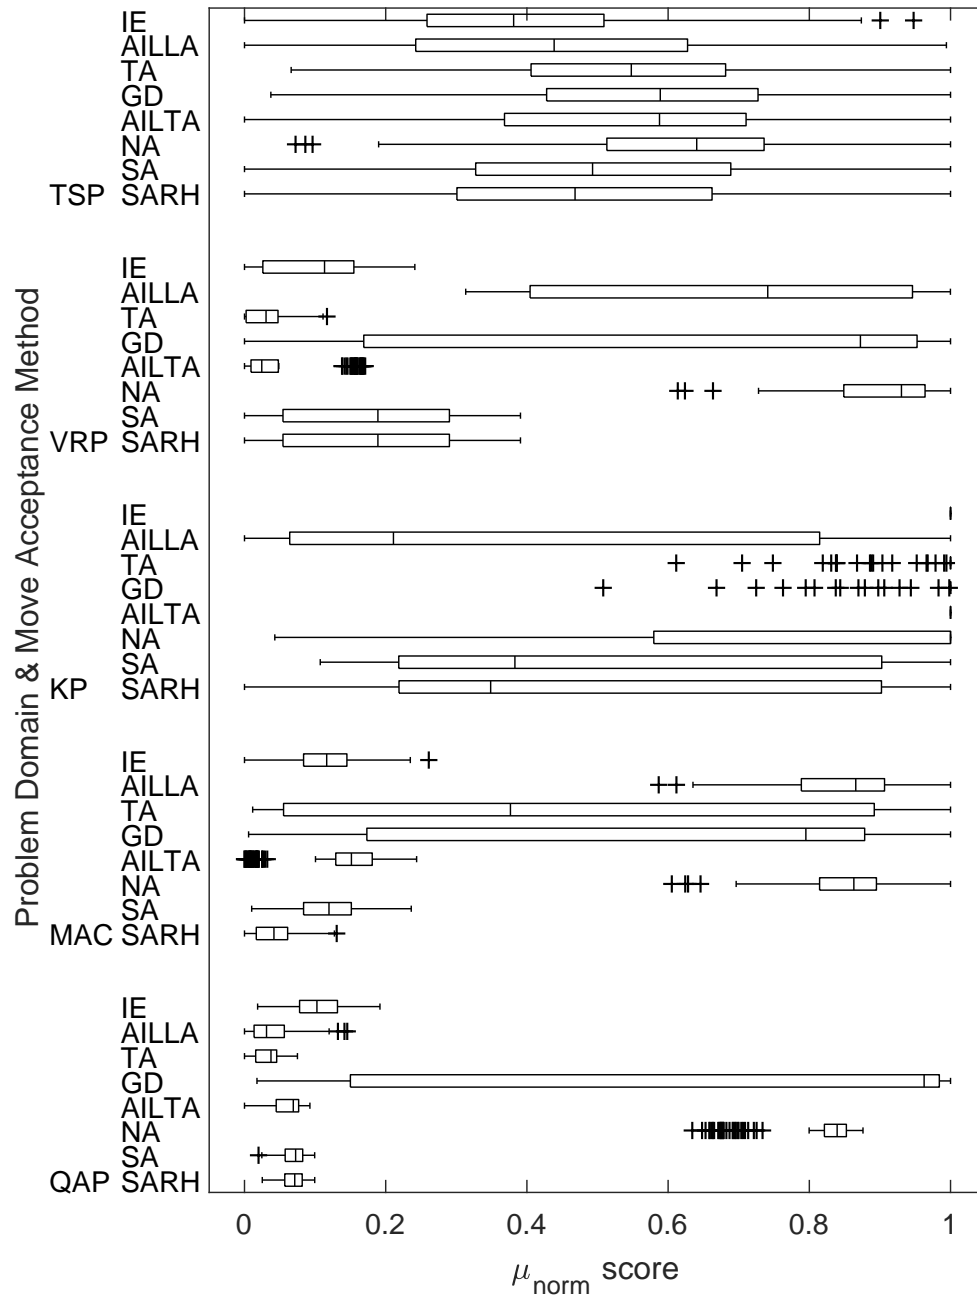 Problem Domain & Move Acceptance Method
IE
AILLA
TA
GD
AILTA
NA
SA
TSP SARH
IE
AILLA
TA
GD
AILTA
NA
SA
VRP SARH
IE
AILLA
TA
GD
AILTA
NA
SA
KP SARH
IE
AILLA
TA
GD
AILTA
NA
SA
MAC SARH
IE
AILLA
TA
GD
AILTA
NA
SA
QAP SARH
0 0.2 0.4 0.6 0.8 1
μnorm score